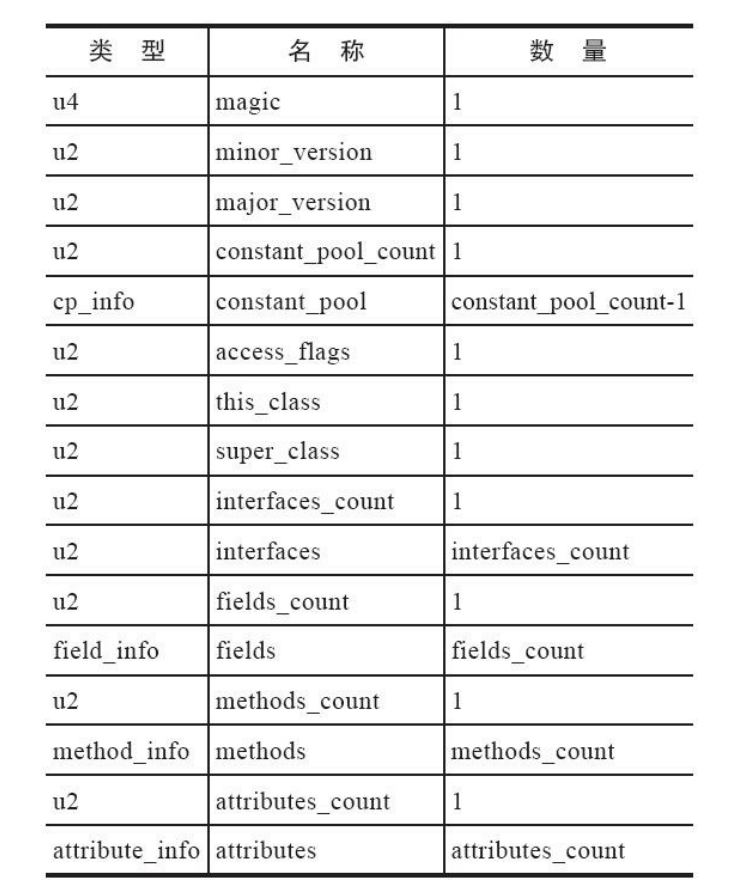 类 型 名 称 数 量
u4 magic 1
u2 minor_version 1
u2 major_version 1
u2 constant_pool_count 1
cp_info constant_pool constant_pool_count-1
u2 access_flags 1
u2 this_class 1
u2 super_class 1
u2 interfaces_count 1
u2 interfaces interfaces_count
u2 fields_count 1
field_info fields fields_count
u2 methods_count 1
method_info methods methods_count
u2 attributes_count 1
attribute_info attributes attributes_count